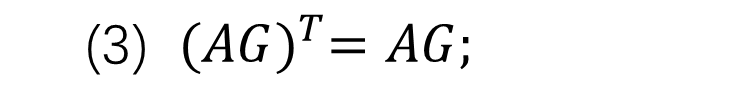 (3) (AG)ᵀ= AG;